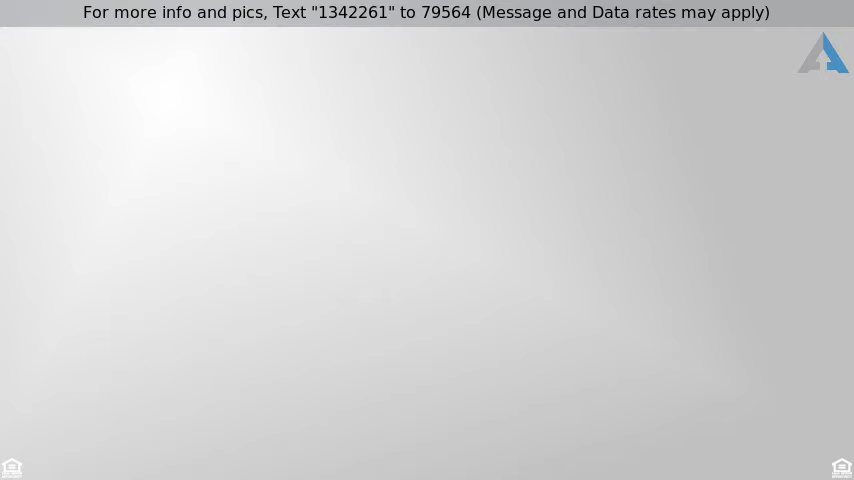 For more info and pics, Text "1342261" to 79564 (Message and Data rates may apply)